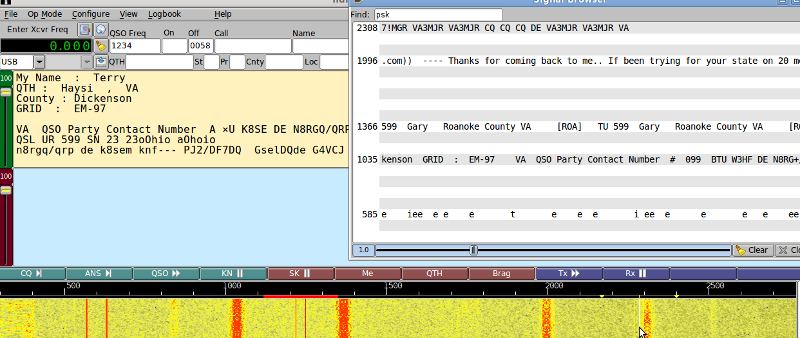 Signal Browser
File Op Mode Configure View Logbook Help
Find: psk
Enter Xcvr Freq QSO Freq On Off Call Name
0.000 1234 0058
USB QTH St Pr Cnty Loc
100
My Name : Terry
QTH : Haysi , VA
County : Dickenson
GRID : EM-97
VA QSO Party Contact Number A ×U K8SE DE N8RGQ/QRP
QSL UR 599 SN 23 23oOhio aOhoio
n8rgq/qrp de k8sem knf--- PJ2/DF7DQ GselDQde G4VCJ
100
2308 7!MGR VA3MJR VA3MJR CQ CQ CQ DE VA3MJR VA3MJR VA
1996 .com)) ---- Thanks for coming back to me.. If been trying for your state on 20 m
1366 599 Gary Roanoke County VA [ROA] TU 599 Gary Roanoke County VA [RO
1035 kenson GRID : EM-97 VA QSO Party Contact Number # 099 BTU W3HF DE N8RG
585 e iee e e e t e e e i ee e e e e ee
1.0 Clear Clo
CQ ANS QSO KN SK Me QTH Brag Tx Rx
500 1000 1500 2000 2500